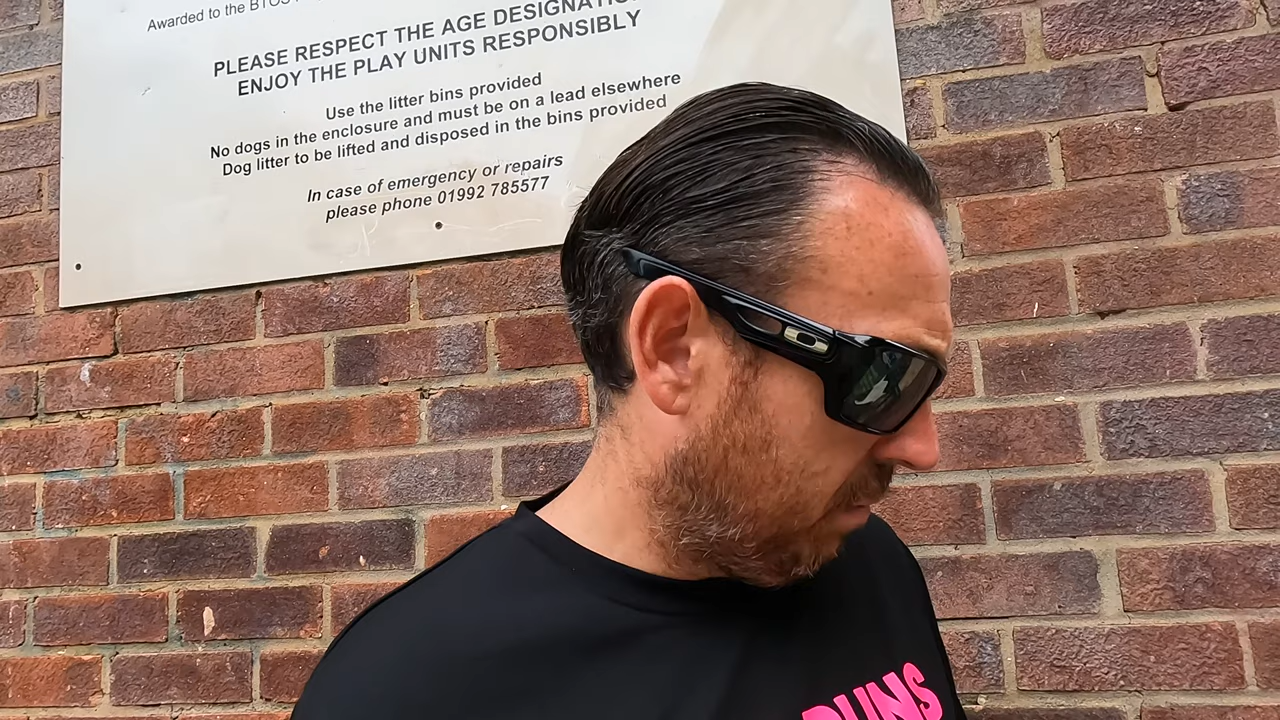 Awarded to the BTOS
PLEASE RESPECT THE AGE DESIGNATIO
ENJOY THE PLAY UNITS RESPONSIBLY
Use the litter bins provided
No dogs in the enclosure and must be on a lead elsewhere
Dog litter to be lifted and disposed in the bins provided
In case of emergency or repairs
please phone 01992 785577
RUNS